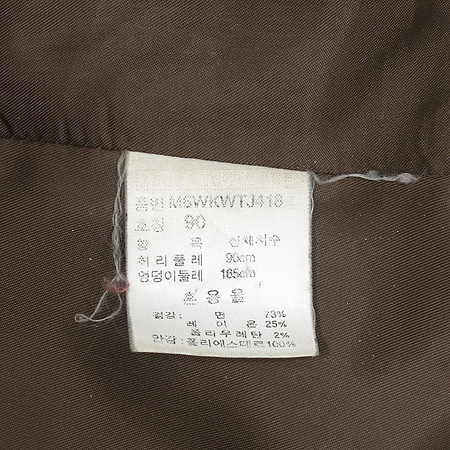 품번 M6WKWTJ418
호칭 90
항 목 신체치수
허리둘레 90cm
엉덩이둘레 165cm
혼용율
겉감: 면 73%
레이온 25%
폴리우레탄 2%
안감: 폴리에스테르100%